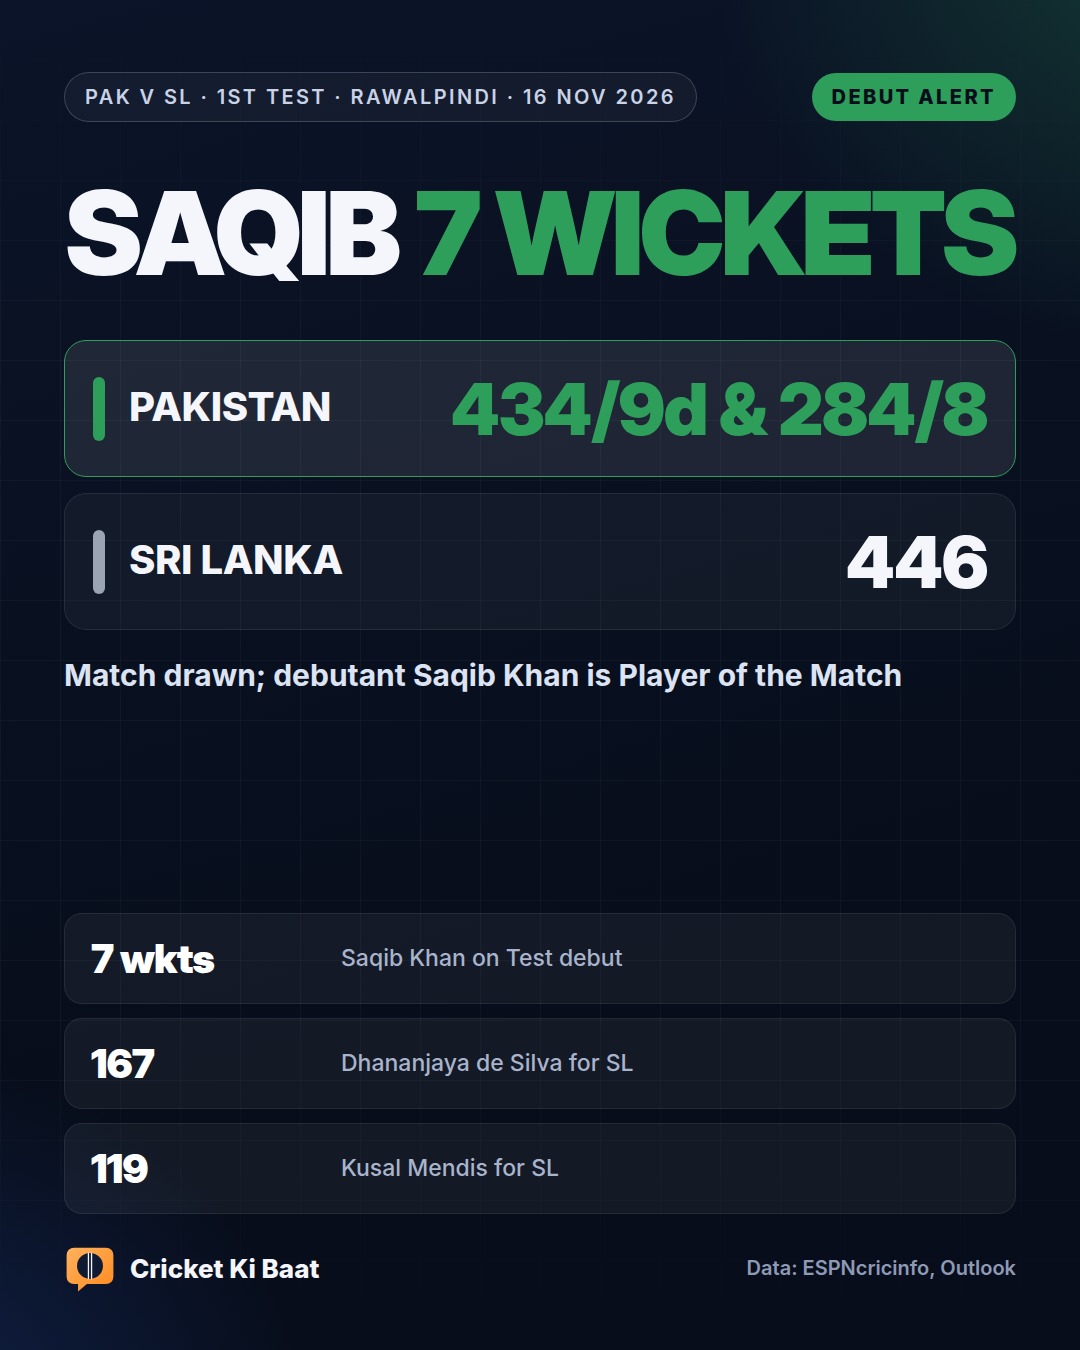 PAK V SL · 1ST TEST · RAWALPINDI · 16 NOV 2026
DEBUT ALERT
SAQIB 7 WICKETS
PAKISTAN 434/9d & 284/8
SRI LANKA 446
Match drawn; debutant Saqib Khan is Player of the Match
7 wkts Saqib Khan on Test debut
167 Dhananjaya de Silva for SL
119 Kusal Mendis for SL
Cricket Ki Baat
Data: ESPNcricinfo, Outlook